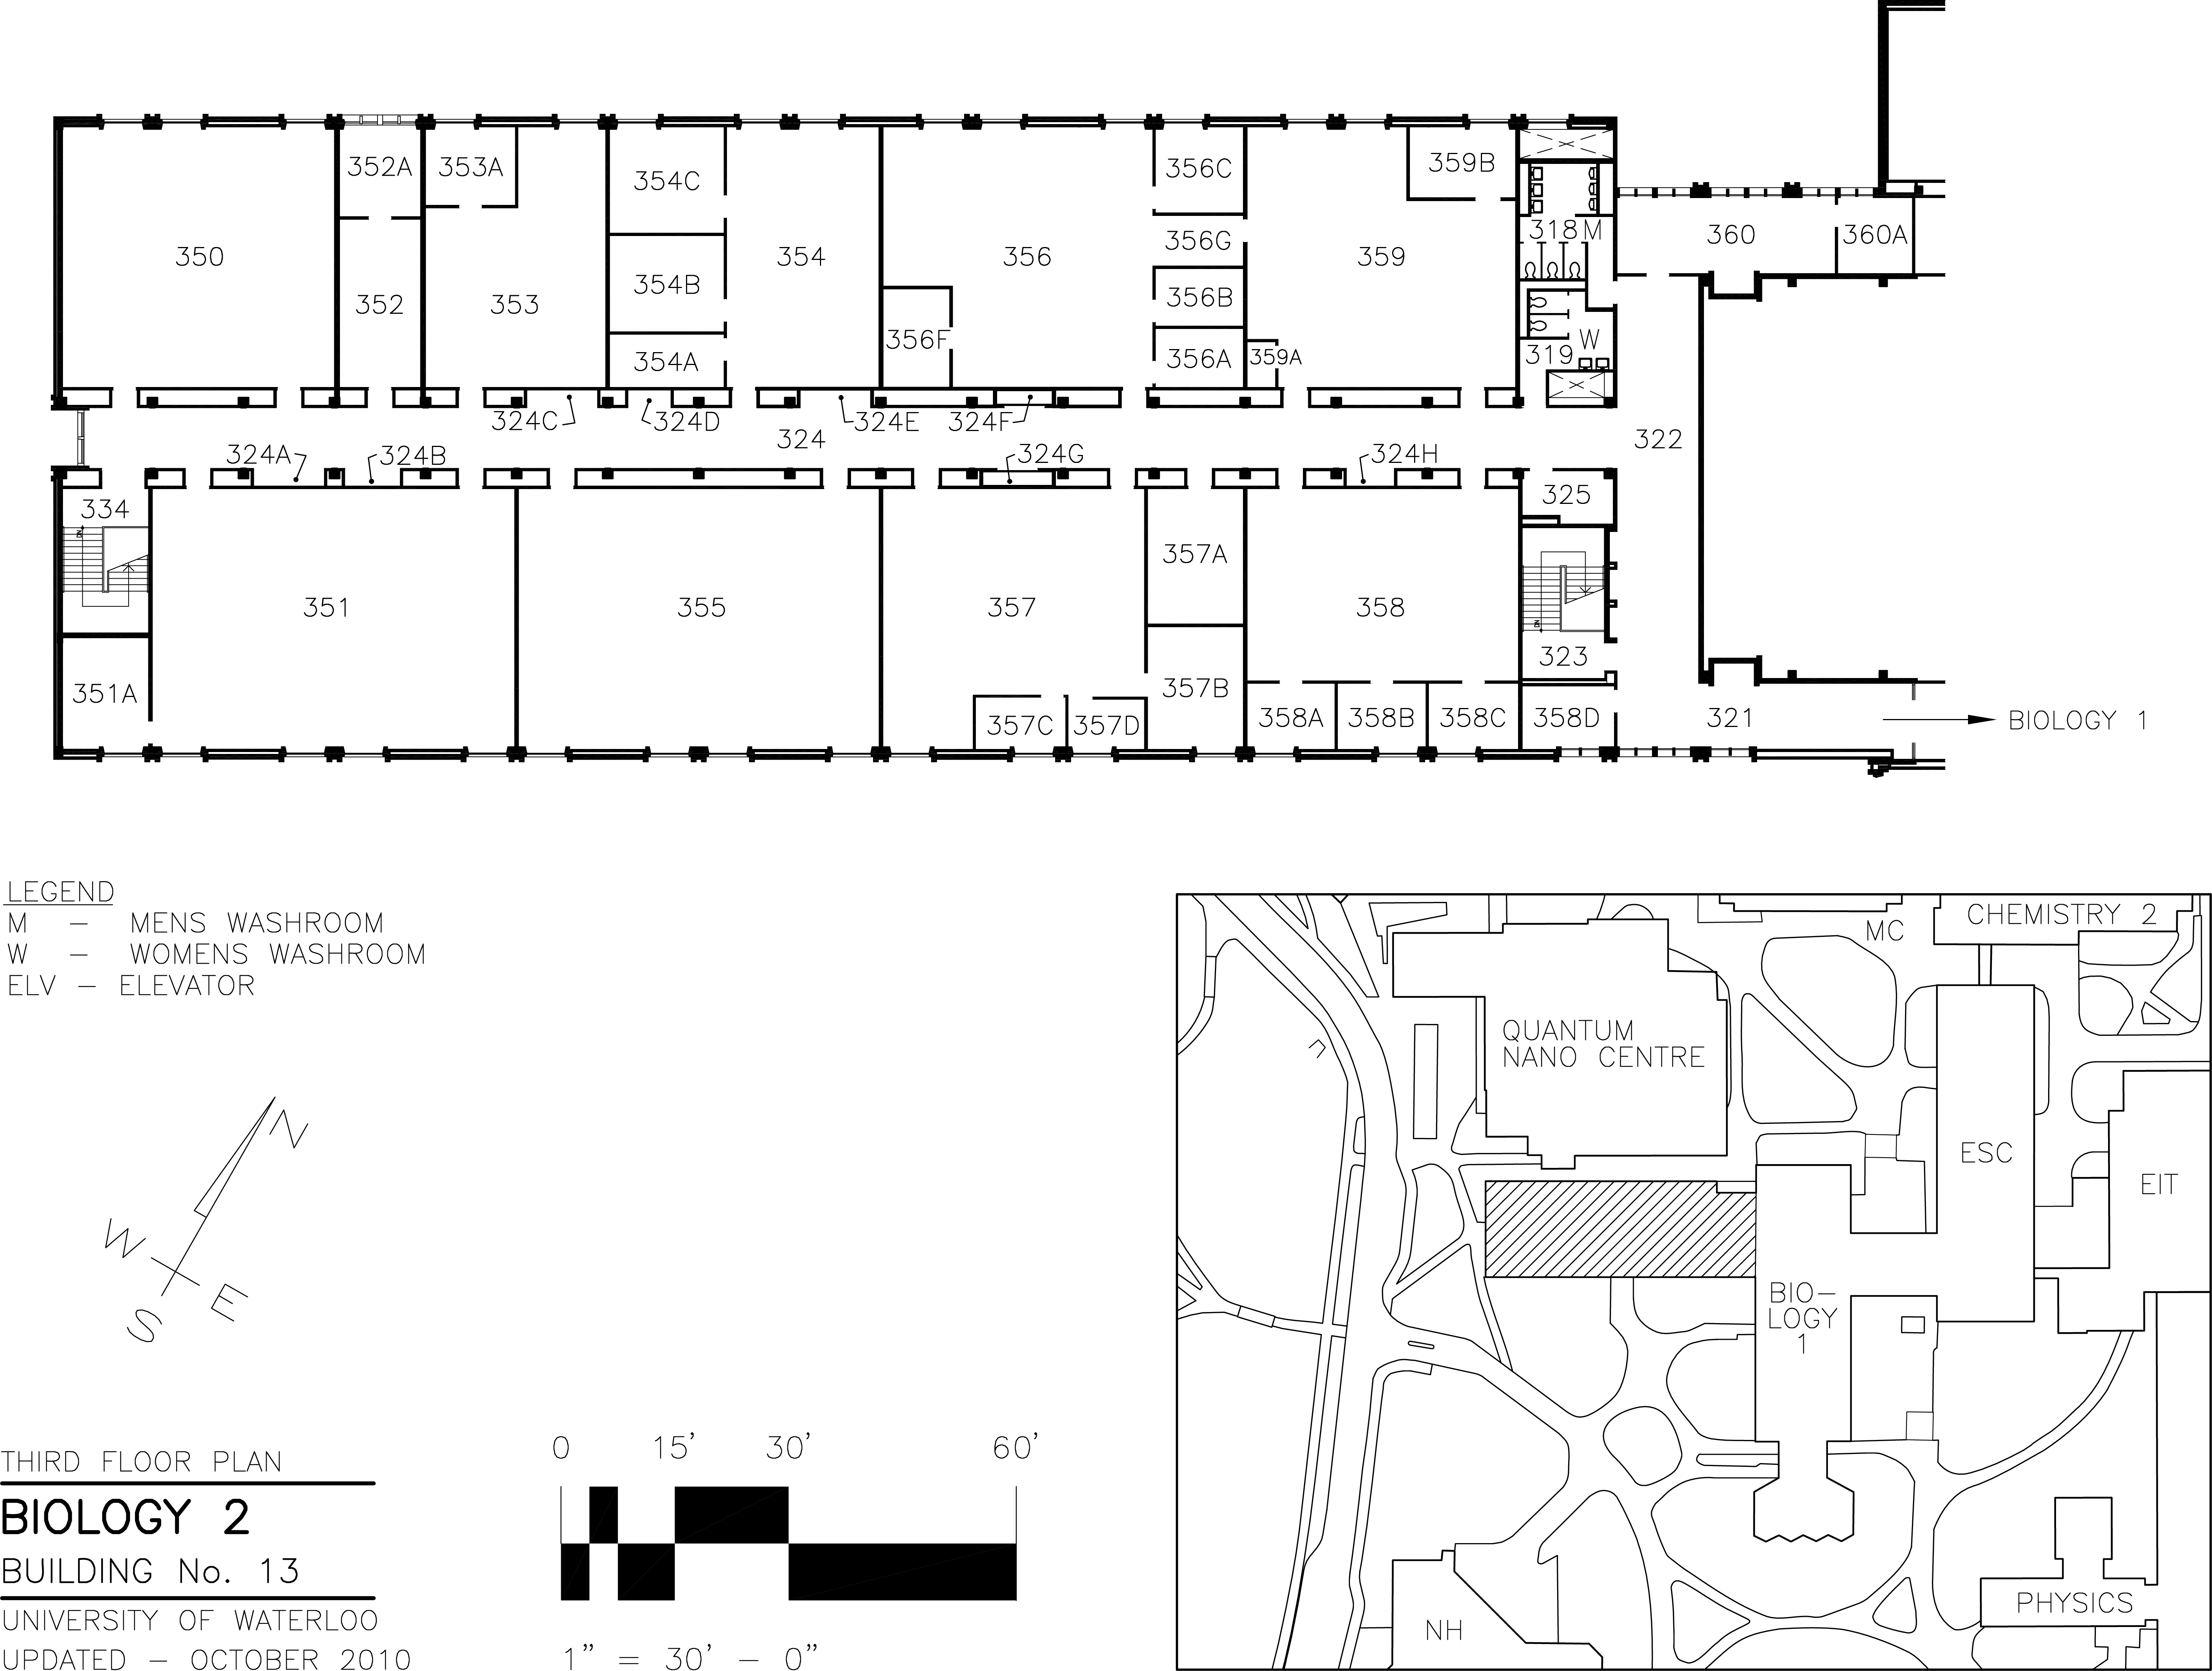 352A
353A
354C
356C
359B
318M
360
360A
350
354
356
356G
359
352
353
354B
356B
356F
354A
356A
359A
319
W
324C
324D
324E
324F
324
322
324A
324B
324G
324H
334
325
DN
357A
351
355
357
358
DN
323
351A
357B
357C
357D
358A
358B
358C
358D
321
BIOLOGY 1
LEGEND
M – MENS WASHROOM
W – WOMENS WASHROOM
ELV – ELEVATOR
N
W
E
S
MC
CHEMISTRY 2
QUANTUM
NANO CENTRE
ESC
EIT
BIO–
LOGY
1
PHYSICS
NH
THIRD FLOOR PLAN
BIOLOGY 2
BUILDING No. 13
UNIVERSITY OF WATERLOO
UPDATED – OCTOBER 2010
0 15' 30' 60'
1" = 30' – 0"